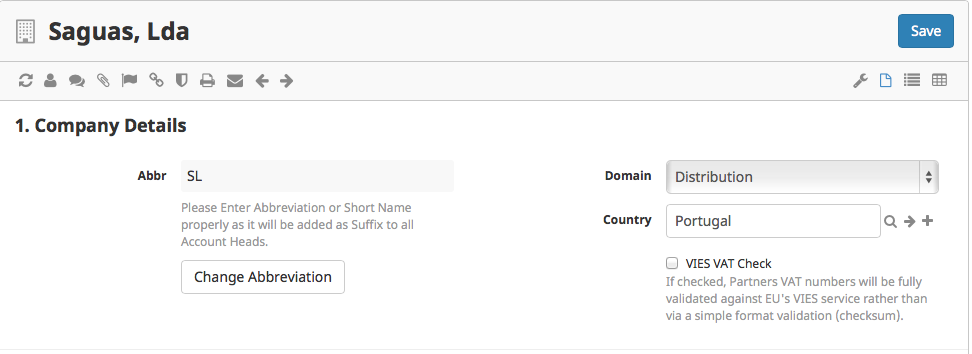 Saguas, Lda
Save
1. Company Details
Abbr
SL
Please Enter Abbreviation or Short Name
properly as it will be added as Suffix to all
Account Heads.
Change Abbreviation
Domain
Distribution
Country
Portugal
VIES VAT Check
If checked, Partners VAT numbers will be fully
validated against EU's VIES service rather than
via a simple format validation (checksum).